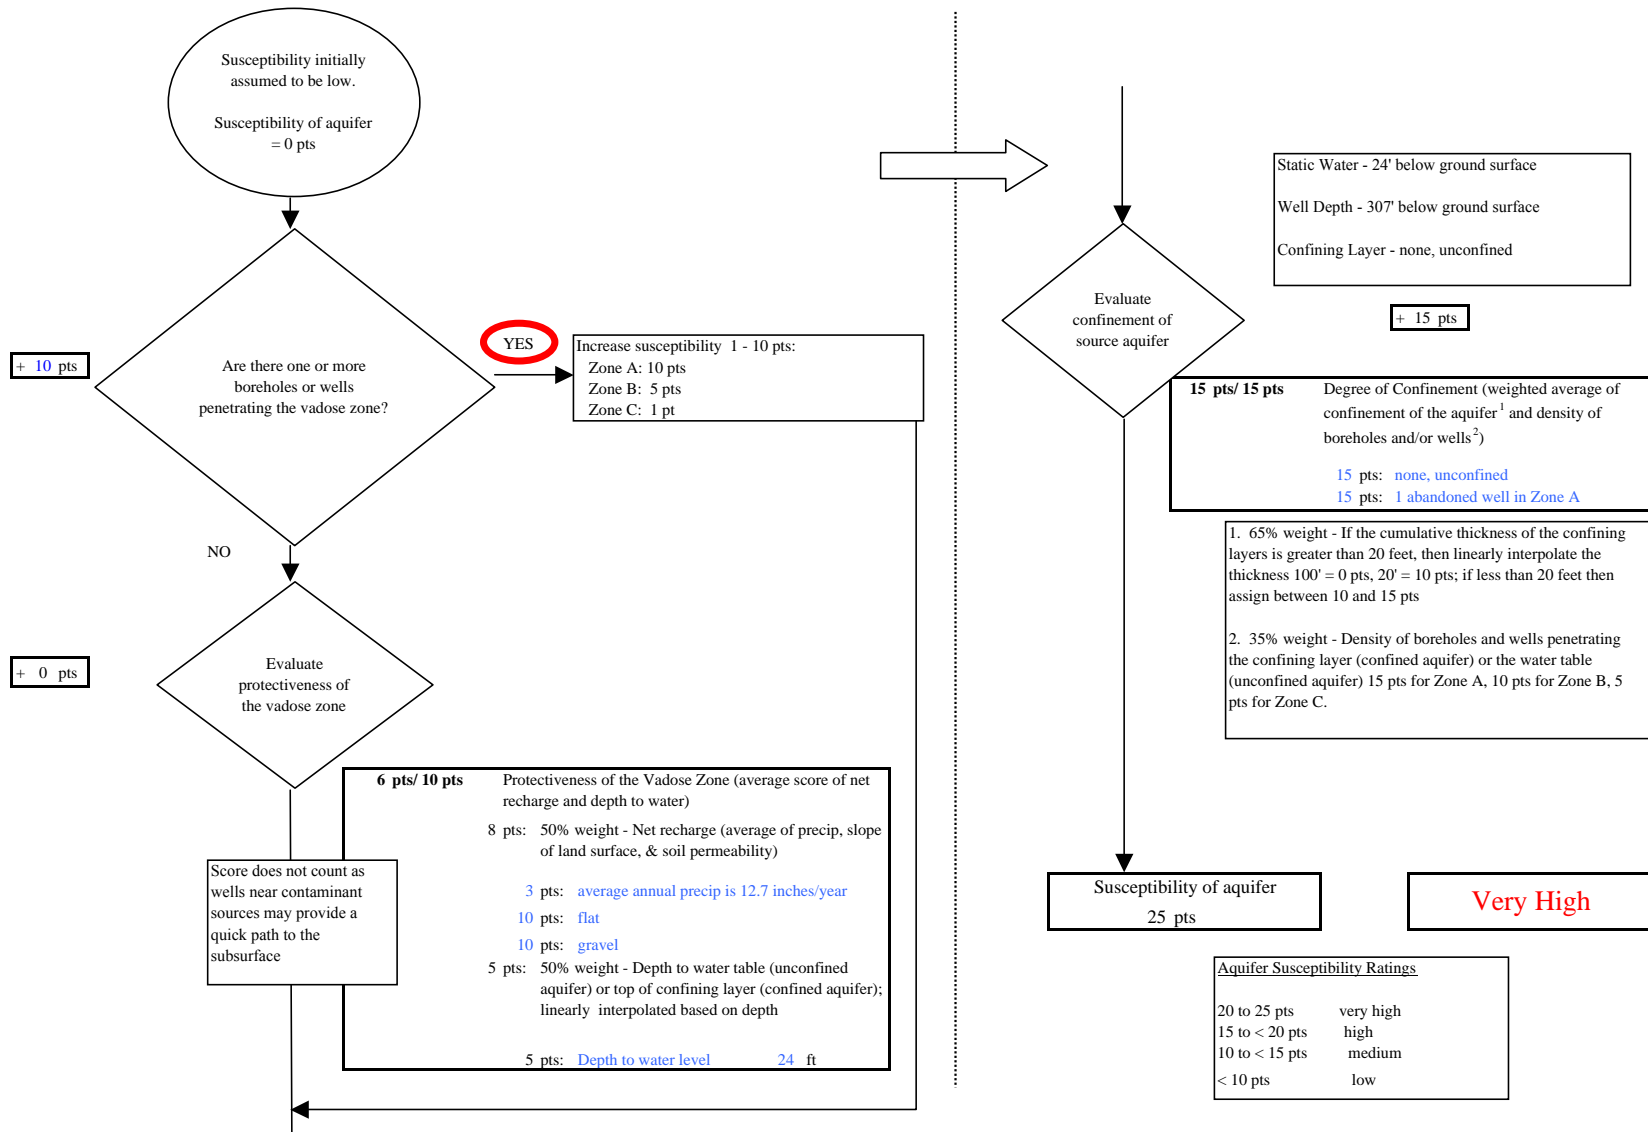 Susceptibility initially
assumed to be low.
Susceptibility of aquifer
= 0 pts
+ 10 pts
Are there one or more
boreholes or wells
penetrating the vadose zone?
YES
Increase susceptibility 1 - 10 pts:
Zone A: 10 pts
Zone B: 5 pts
Zone C: 1 pt
NO
+ 0 pts
Evaluate
protectiveness of
the vadose zone
6 pts/ 10 pts Protectiveness of the Vadose Zone (average score of net
recharge and depth to water)
8 pts: 50% weight - Net recharge (average of precip, slope
of land surface, & soil permeability)
3 pts: average annual precip is 12.7 inches/year
10 pts: flat
10 pts: gravel
5 pts: 50% weight - Depth to water table (unconfined
aquifer) or top of confining layer (confined aquifer);
linearly interpolated based on depth
5 pts: Depth to water level 24 ft
Score does not count as
wells near contaminant
sources may provide a
quick path to the
subsurface
Evaluate
confinement of
source aquifer
Static Water - 24' below ground surface
Well Depth - 307' below ground surface
Confining Layer - none, unconfined
+ 15 pts
15 pts/ 15 pts Degree of Confinement (weighted average of
confinement of the aquifer 1 and density of
boreholes and/or wells 2)
15 pts: none, unconfined
15 pts: 1 abandoned well in Zone A
1. 65% weight - If the cumulative thickness of the confining
layers is greater than 20 feet, then linearly interpolate the
thickness 100' = 0 pts, 20' = 10 pts; if less than 20 feet then
assign between 10 and 15 pts
2. 35% weight - Density of boreholes and wells penetrating
the confining layer (confined aquifer) or the water table
(unconfined aquifer) 15 pts for Zone A, 10 pts for Zone B, 5
pts for Zone C.
Susceptibility of aquifer
25 pts
Very High
Aquifer Susceptibility Ratings
20 to 25 pts very high
15 to < 20 pts high
10 to < 15 pts medium
< 10 pts low